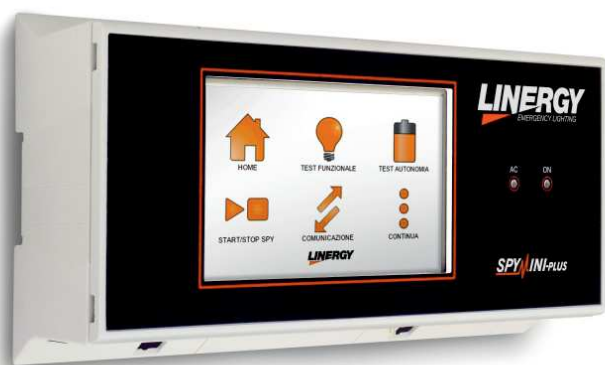 LINERGY
EMERGENCY LIGHTING
HOME
TEST FUNZIONALE
TEST AUTONOMIA
AC
ON
START/STOP SPY
COMUNICAZIONE
CONTINUA
LINERGY
SPY MINI-PLUS